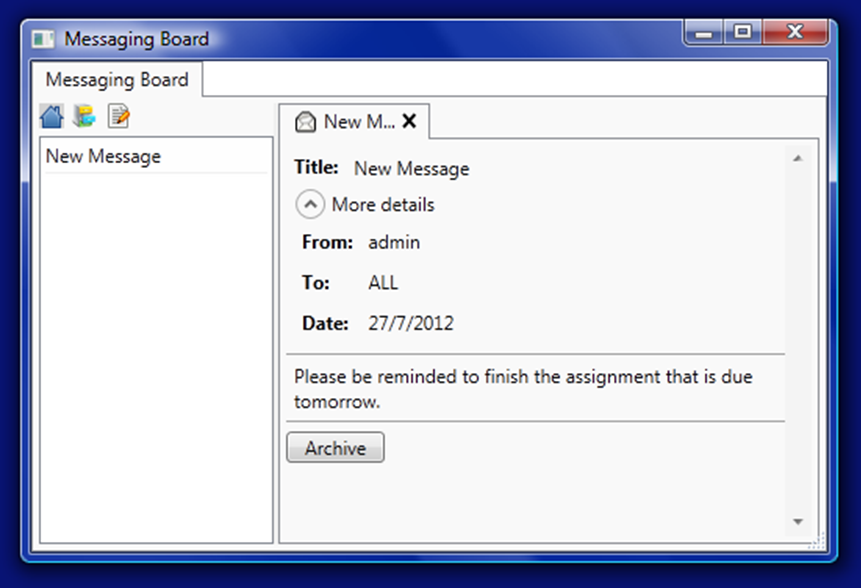 Messaging Board
Messaging Board
New Message
New M...
Title: New Message
More details
From: admin
To: ALL
Date: 27/7/2012
Please be reminded to finish the assignment that is due
tomorrow.
Archive